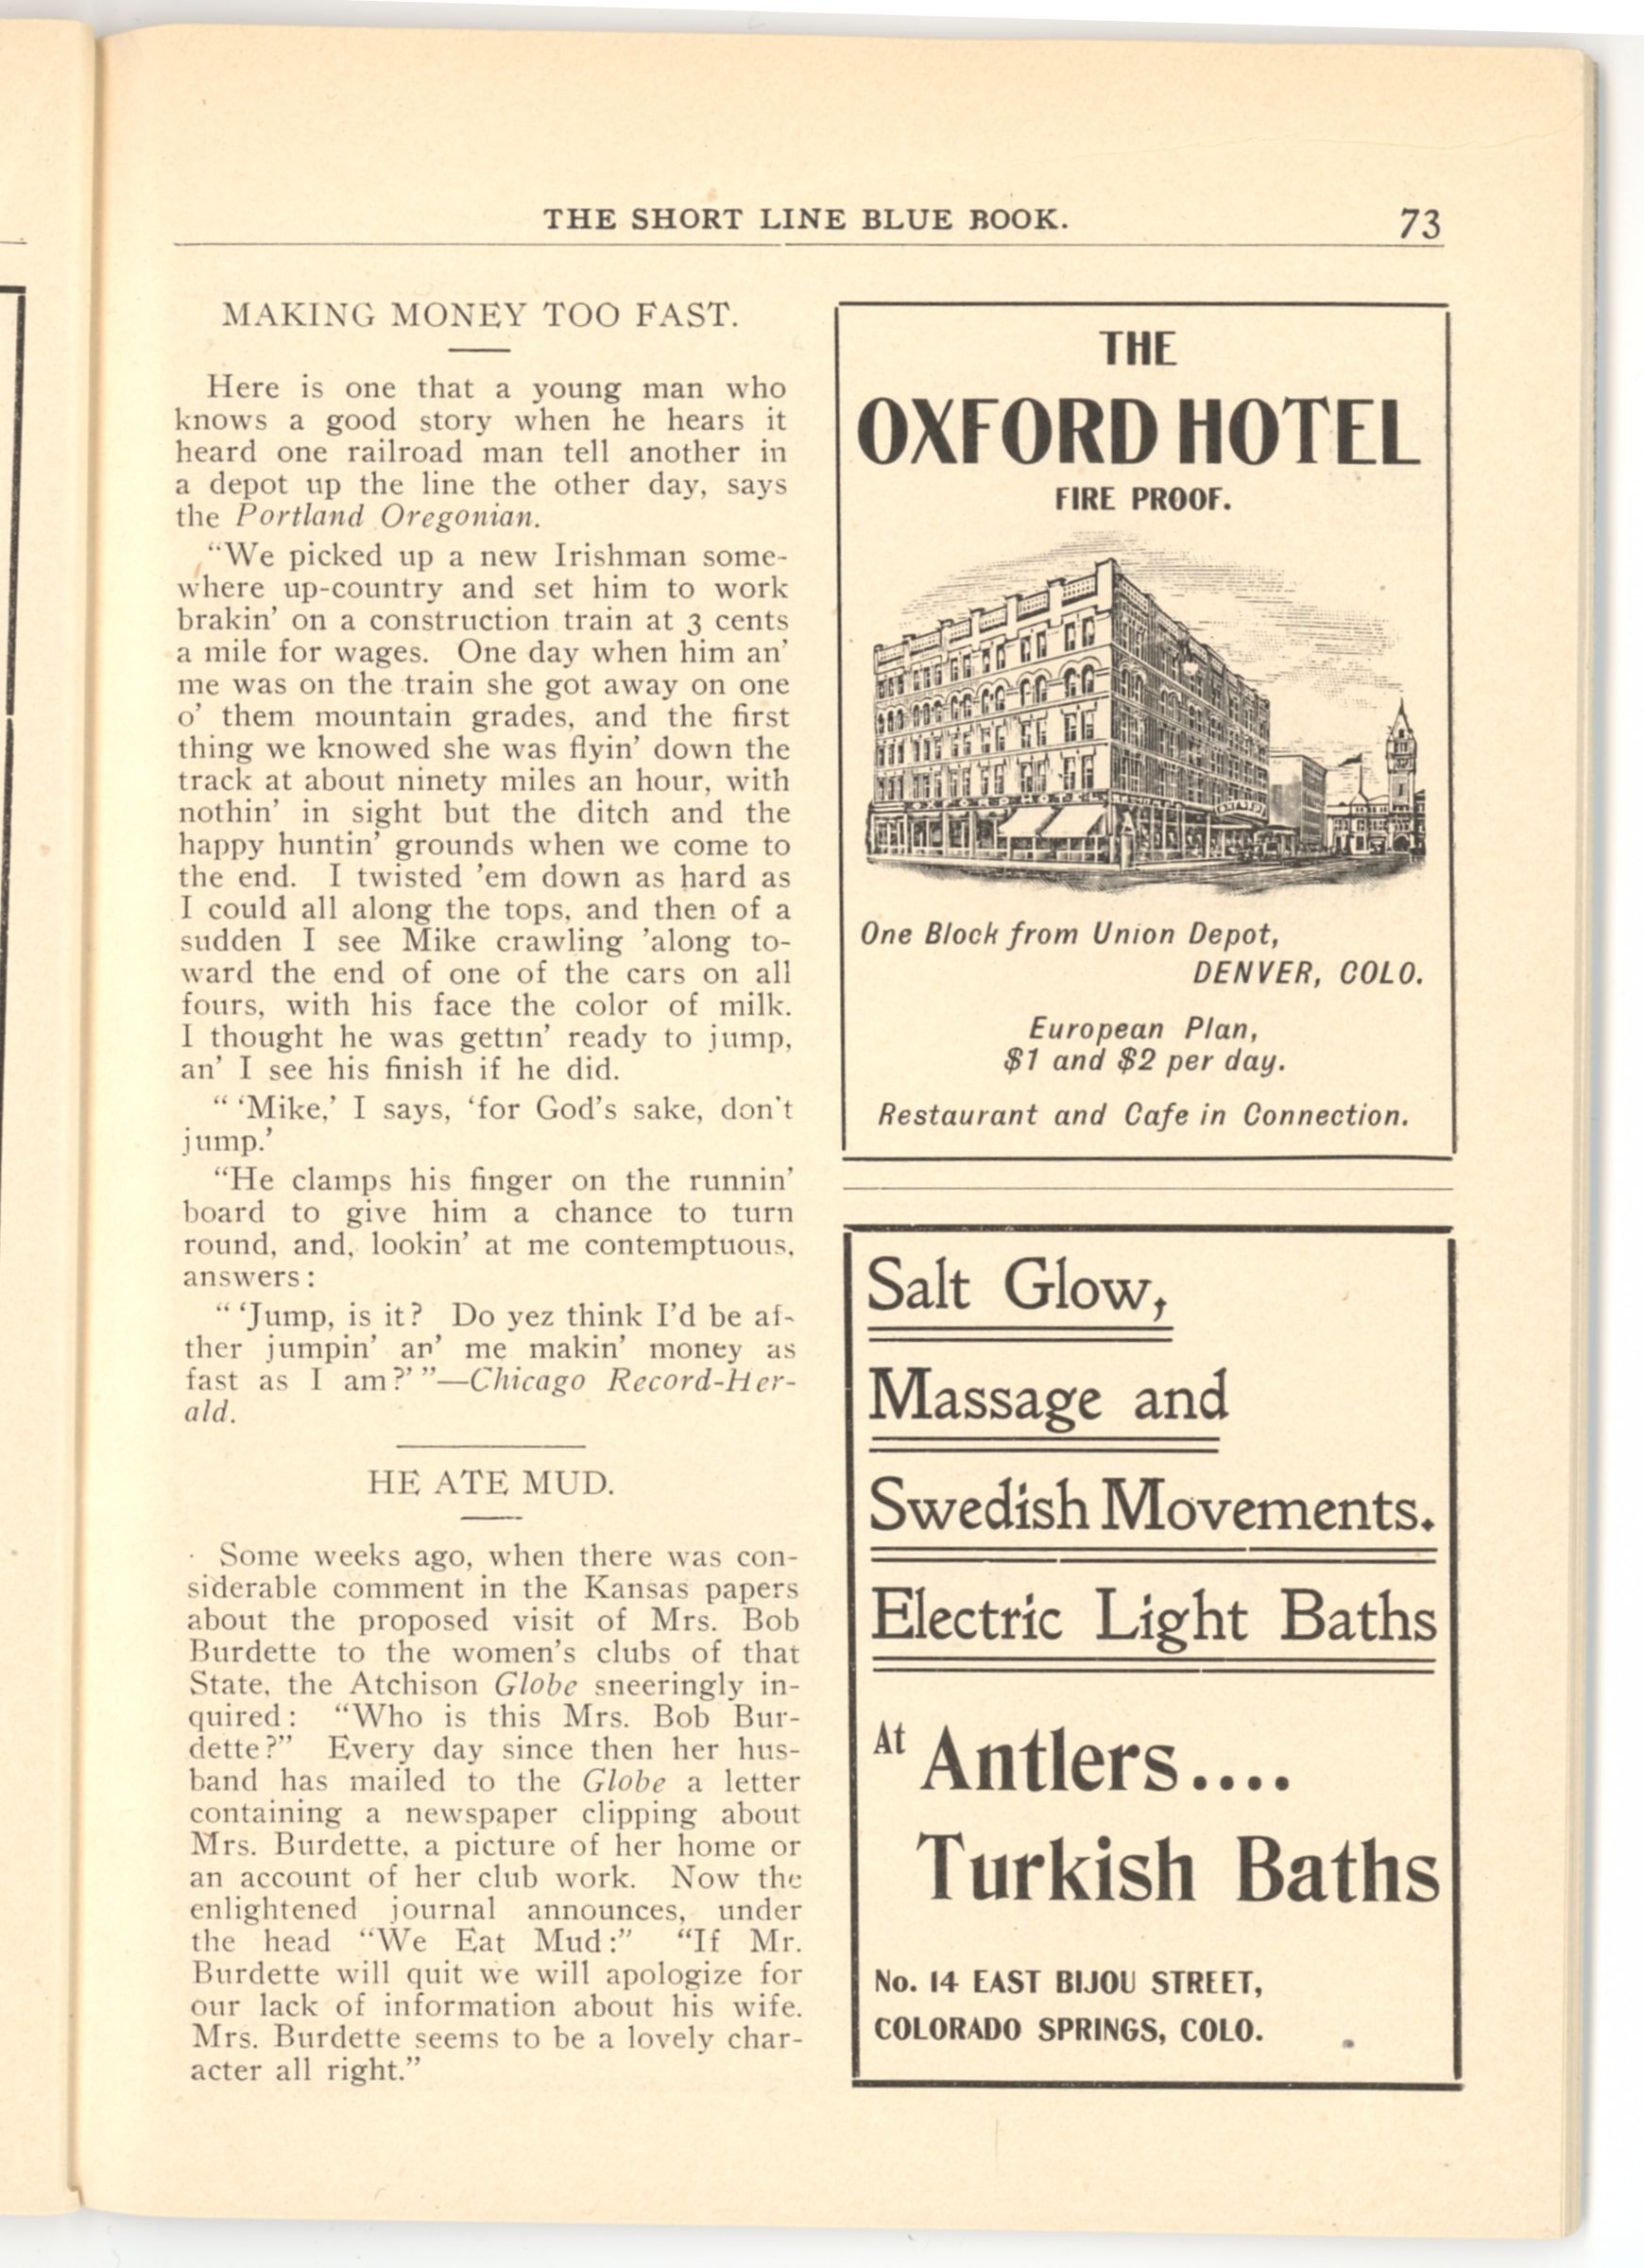 THE SHORT LINE BLUE BOOK.
73
MAKING MONEY TOO FAST.
Here is one that a young man who
knows a good story when he hears it
heard one railroad man tell another in
a depot up the line the other day, says
the Portland Oregonian.
“We picked up a new Irishman some-
where up-country and set him to work
brakin’ on a construction train at 3 cents
a mile for wages. One day when him an’
me was on the train she got away on one
o’ them mountain grades, and the first
thing we knowed she was flyin’ down the
track at about ninety miles an hour, with
nothin’ in sight but the ditch and the
happy huntin’ grounds when we come to
the end. I twisted ’em down as hard as
I could all along the tops, and then of a
sudden I see Mike crawling ’along to-
ward the end of one of the cars on all
fours, with his face the color of milk.
I thought he was gettin’ ready to jump,
an’ I see his finish if he did.
“ ‘Mike,’ I says, ‘for God’s sake, don’t
jump.’
“He clamps his finger on the runnin’
board to give him a chance to turn
round, and, lookin’ at me contemptuous,
answers:
“ ‘Jump, is it? Do yez think I’d be af-
ther jumpin’ an’ me makin’ money as
fast as I am?’ ”—Chicago Record-Her-
ald.
HE ATE MUD.
Some weeks ago, when there was con-
siderable comment in the Kansas papers
about the proposed visit of Mrs. Bob
Burdette to the women’s clubs of that
State, the Atchison Globe sneeringly in-
quired: “Who is this Mrs. Bob Bur-
dette?” Every day since then her hus-
band has mailed to the Globe a letter
containing a newspaper clipping about
Mrs. Burdette, a picture of her home or
an account of her club work. Now the
enlightened journal announces, under
the head “We Eat Mud:” “If Mr.
Burdette will quit we will apologize for
our lack of information about his wife.
Mrs. Burdette seems to be a lovely char-
acter all right.”
THE
OXFORD HOTEL
FIRE PROOF.
OXFORD HOTEL
One Block from Union Depot,
DENVER, COLO.
European Plan,
$1 and $2 per day.
Restaurant and Cafe in Connection.
Salt Glow,
Massage and
Swedish Movements.
Electric Light Baths
At Antlers....
Turkish Baths
No. 14 EAST BIJOU STREET,
COLORADO SPRINGS, COLO.